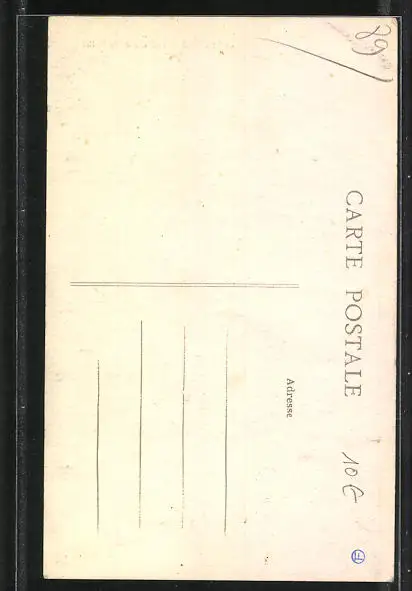 89
CARTE POSTALE
10 €
Adresse